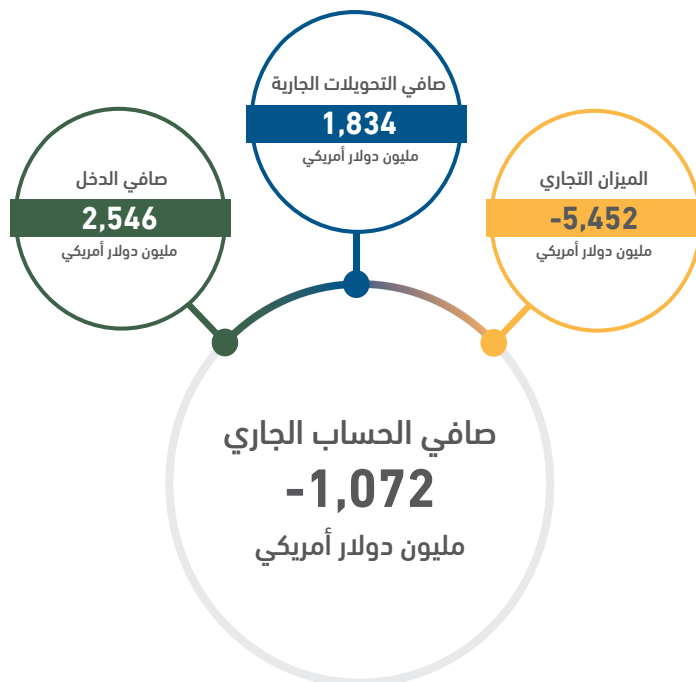 صافي التحويلات الجارية
1,834
مليون دولار أمريكي
الميزان التجاري
-5,452
مليون دولار أمريكي
صافي الدخل
2,546
مليون دولار أمريكي
صافي الحساب الجاري
-1,072
مليون دولار أمريكي